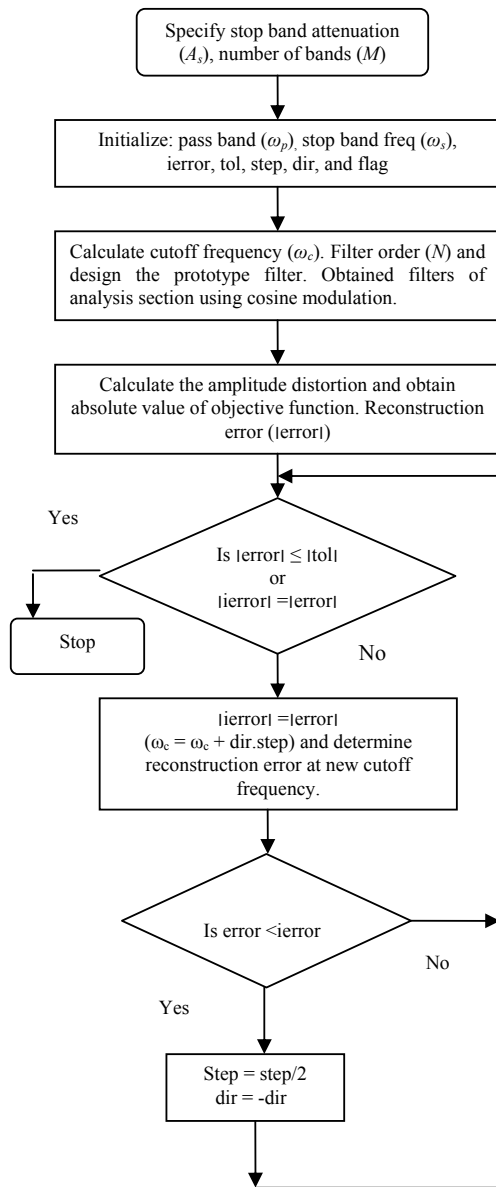 Specify stop band attenuation
(As), number of bands (M)
Initialize: pass band (ωp), stop band freq (ωs),
ierror, tol, step, dir, and flag
Calculate cutoff frequency (ωc). Filter order (N) and
design the prototype filter. Obtained filters of
analysis section using cosine modulation.
Calculate the amplitude distortion and obtain
absolute value of objective function. Reconstruction
error (|error|)
Yes
Is |error| ≤ |tol|
or
|ierror| =|error|
Stop
No
|ierror| =|error|
(ωc = ωc + dir.step) and determine
reconstruction error at new cutoff
frequency.
Is error <ierror
No
Yes
Step = step/2
dir = -dir